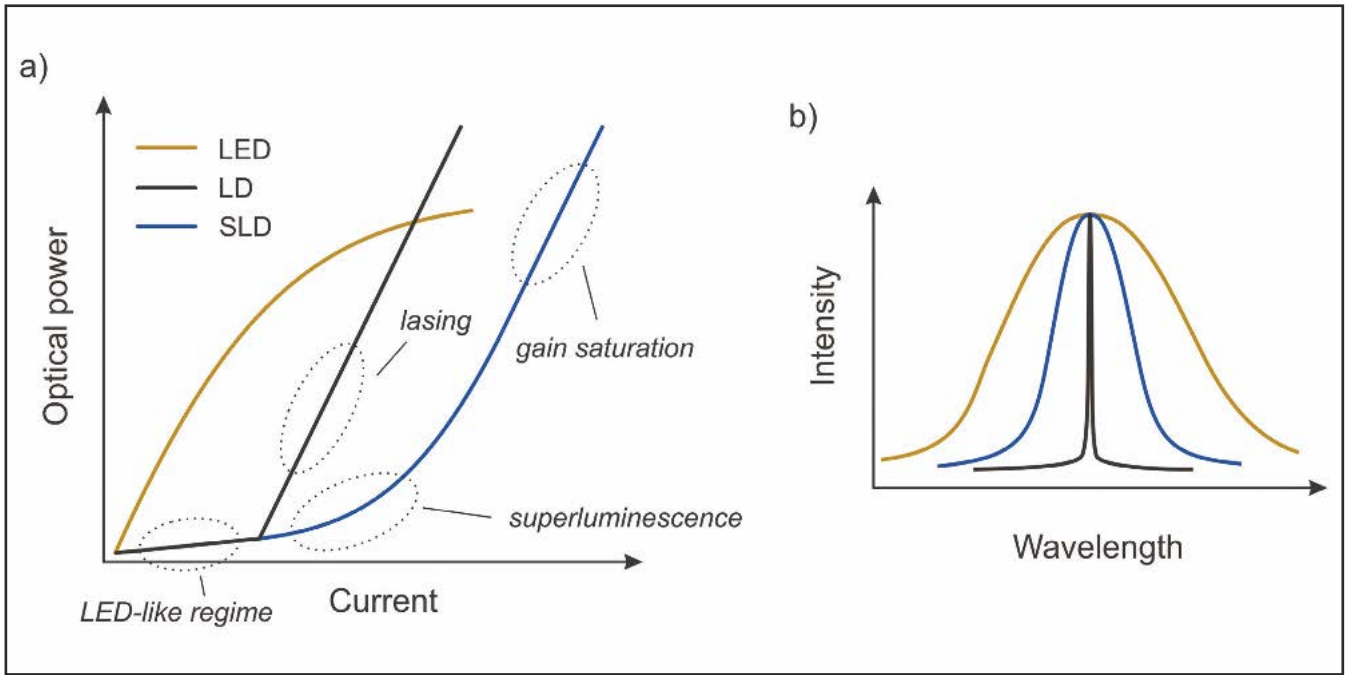 a)
LED
LD
SLD
Optical power
lasing
gain saturation
superluminescence
LED-like regime
Current
b)
Intensity
Wavelength